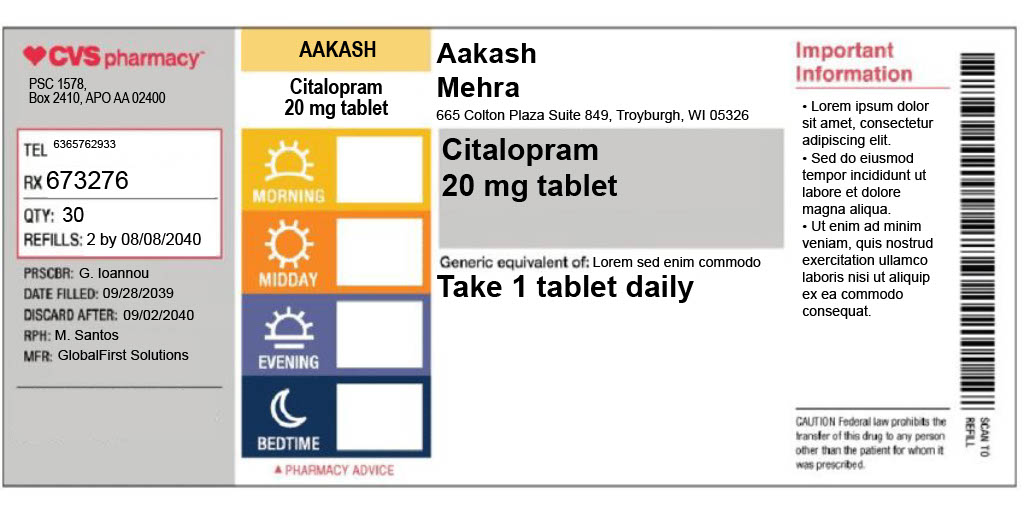 CVS pharmacy
PSC 1578,
Box 2410, APO AA 02400
TEL 6365762933
RX 673276
QTY: 30
REFILLS: 2 by 08/08/2040
PRSCBR: G. Ioannou
DATE FILLED: 09/28/2039
DISCARD AFTER: 09/02/2040
RPH: M. Santos
MFR: GlobalFirst Solutions
AAKASH
Citalopram
20 mg tablet
MORNING
MIDDAY
EVENING
BEDTIME
▲ PHARMACY ADVICE
Aakash
Mehra
665 Colton Plaza Suite 849, Troyburgh, WI 05326
Citalopram
20 mg tablet
Generic equivalent of: Lorem sed enim commodo
Take 1 tablet daily
Important
Information
• Lorem ipsum dolor
sit amet, consectetur
adipiscing elit.
• Sed do eiusmod
tempor incididunt ut
labore et dolore
magna aliqua.
• Ut enim ad minim
veniam, quis nostrud
exercitation ullamco
laboris nisi ut aliquip
ex ea commodo
consequat.
CAUTION Federal law prohibits the
transfer of this drug to any person
other than the patient for whom it
was prescribed.
SCAN TO
REFILL